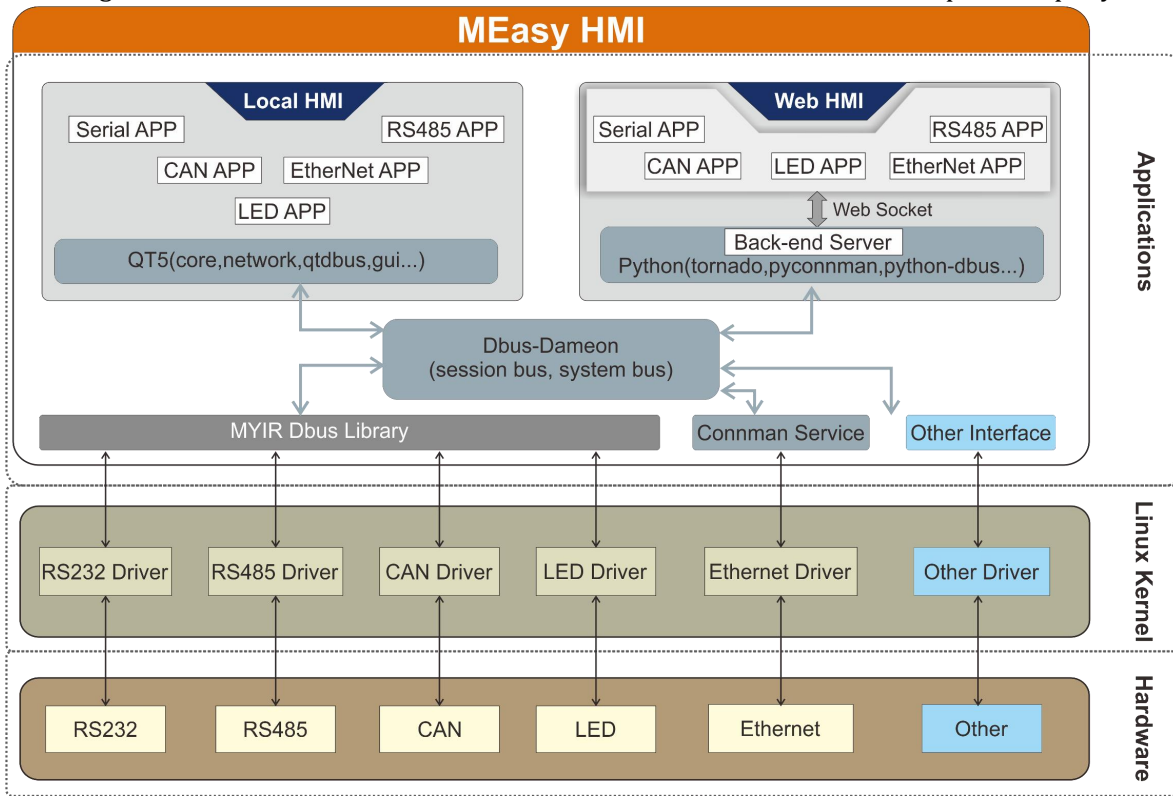 MEasy HMI
Local HMI
Serial APP
RS485 APP
CAN APP
EtherNet APP
LED APP
QT5(core,network,qtdbus,gui...)
Web HMI
Serial APP
RS485 APP
CAN APP
LED APP
EtherNet APP
Web Socket
Back-end Server
Python(tornado,pyconnman,python-dbus...)
Dbus-Dameon
(session bus, system bus)
MYIR Dbus Library
Connman Service
Other Interface
Applications
RS232 Driver
RS485 Driver
CAN Driver
LED Driver
Ethernet Driver
Other Driver
Linux Kernel
RS232
RS485
CAN
LED
Ethernet
Other
Hardware